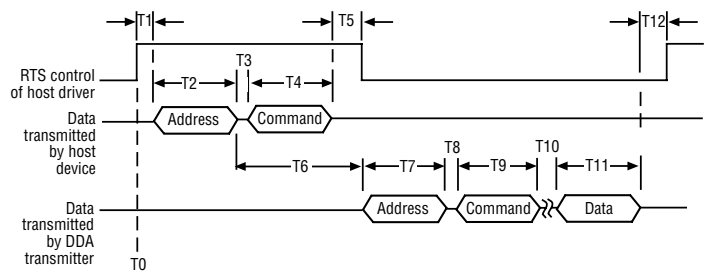 T1
T5
T12
T3
RTS control
of host driver
T2
T4
Data
transmitted
by host
device
Address
Command
T6
T7
T8
T9
T10
T11
Data
transmitted
by DDA
transmitter
Address
Command
Data
T0